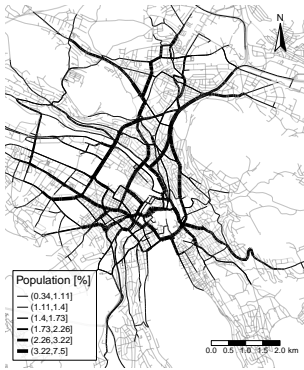 N
Population [%]
(0.34,1.11]
(1.11,1.4]
(1.4,1.73]
(1.73,2.26]
(2.26,3.22]
(3.22,7.5]
0.0 0.5 1.0 1.5 2.0 km